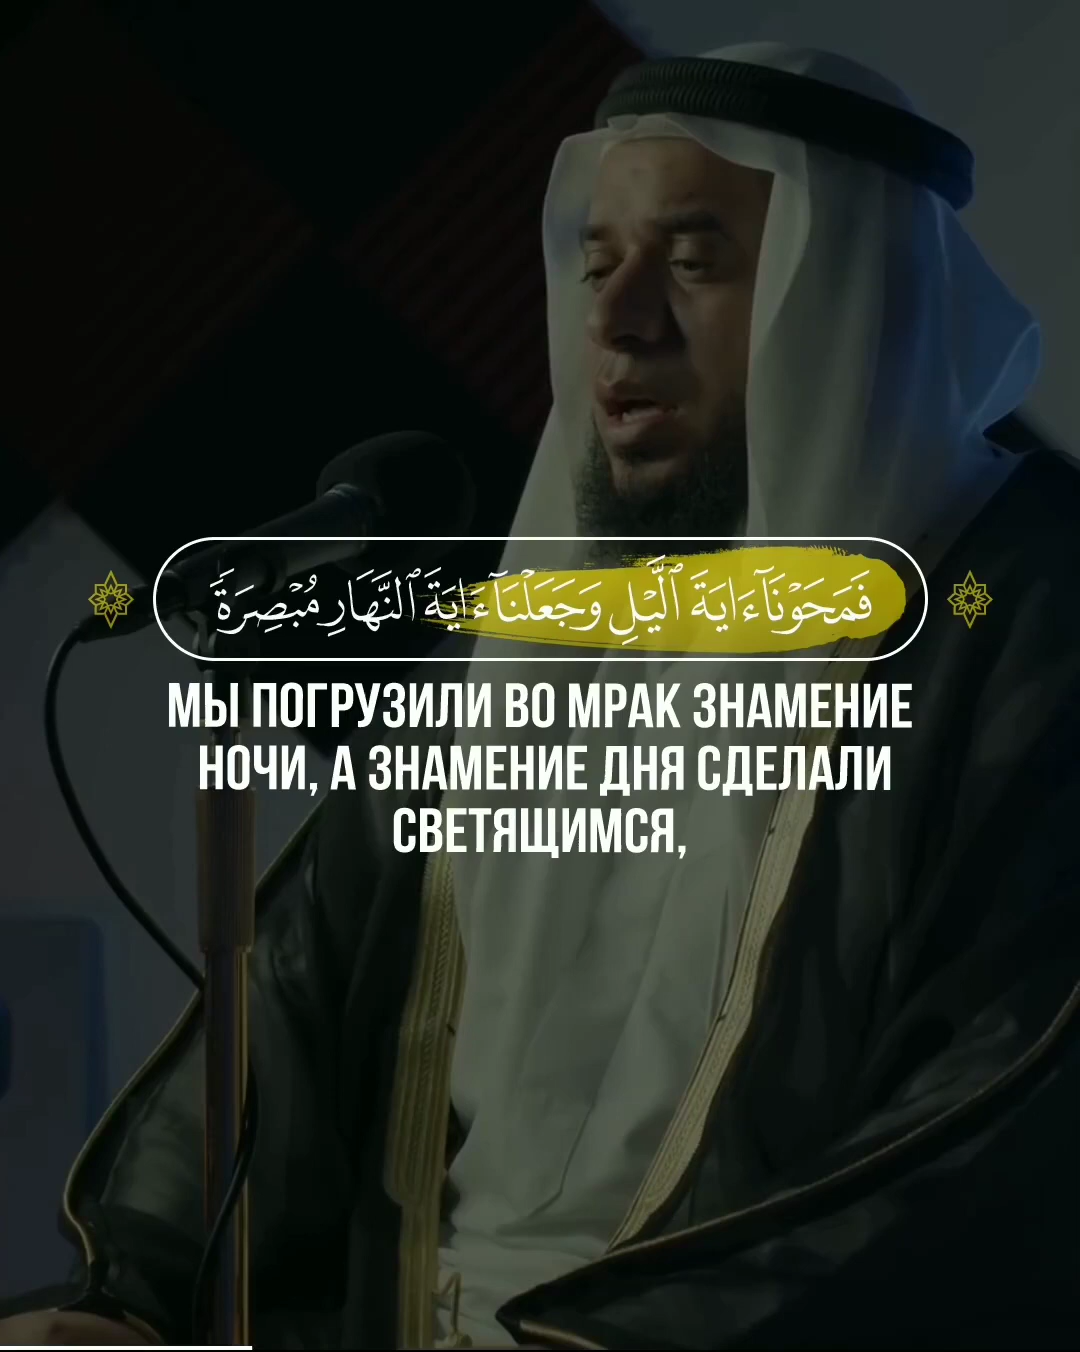 فَمَحَوْنَآ ءَايَةَ ٱلَّيْلِ وَجَعَلْنَآ ءَايَةَ ٱلنَّهَارِ مُبْصِرَةً
МЫ ПОГРУЗИЛИ ВО МРАК ЗНАМЕНИЕ
НОЧИ, А ЗНАМЕНИЕ ДНЯ СДЕЛАЛИ
СВЕТЯЩИМСЯ,